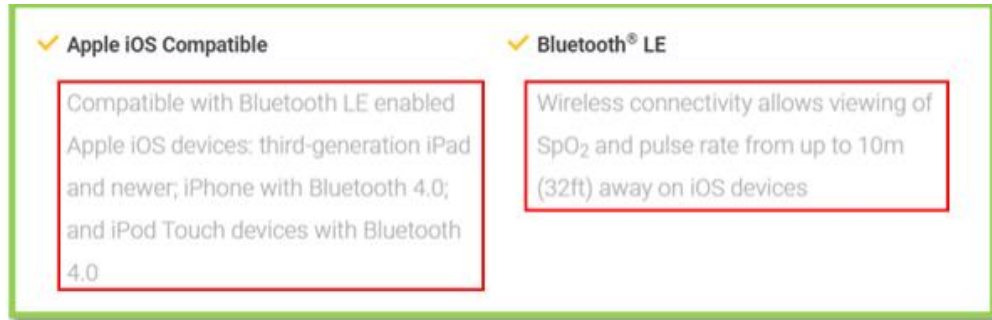 Apple iOS Compatible
Compatible with Bluetooth LE enabled
Apple iOS devices: third-generation iPad
and newer; iPhone with Bluetooth 4.0;
and iPod Touch devices with Bluetooth
4.0
Bluetooth® LE
Wireless connectivity allows viewing of
SpO₂ and pulse rate from up to 10m
(32ft) away on iOS devices